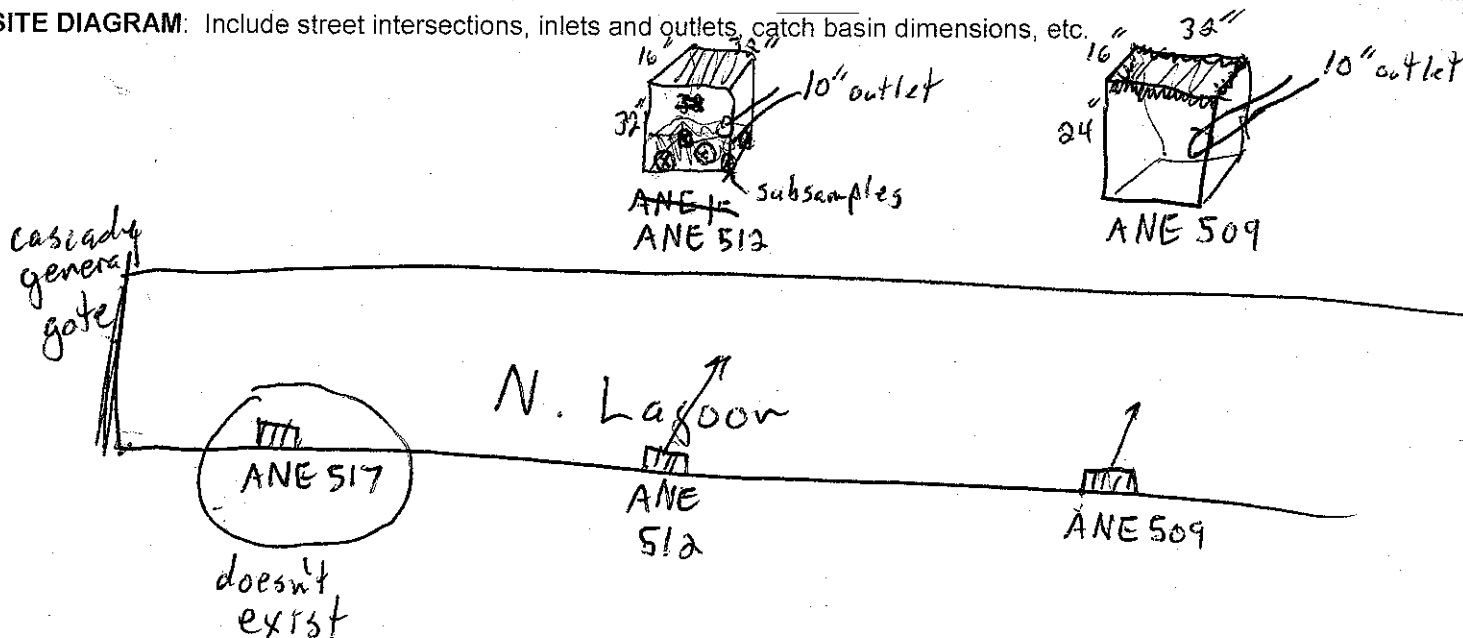 SITE DIAGRAM: Include street intersections, inlets and outlets, catch basin dimensions, etc.
16" 32"
10" outlet
32"
subsamples
ANE 512
16" 32"
10" outlet
24"
ANE 509
cascade
general
gate
N. Lagoon
ANE 517
doesn't
exist
ANE
512
ANE 509